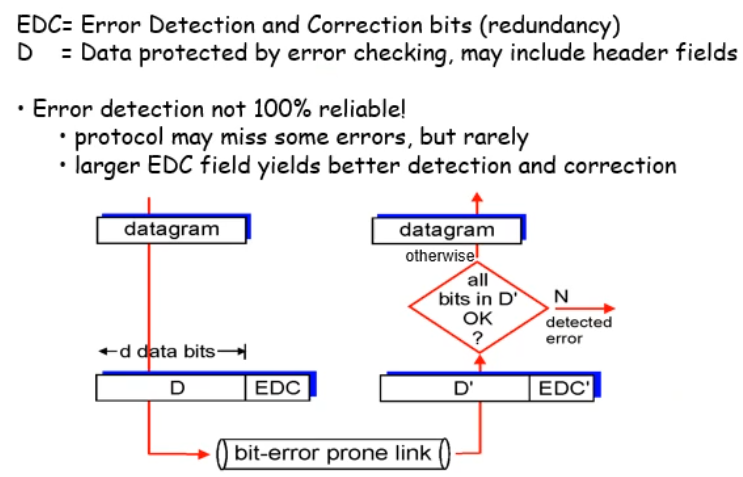 EDC= Error Detection and Correction bits (redundancy)
D = Data protected by error checking, may include header fields
• Error detection not 100% reliable!
• protocol may miss some errors, but rarely
• larger EDC field yields better detection and correction
datagram
datagram
otherwise
all
bits in D'
OK
?
N
detected
error
d data bits
D
EDC
D'
EDC'
bit-error prone link